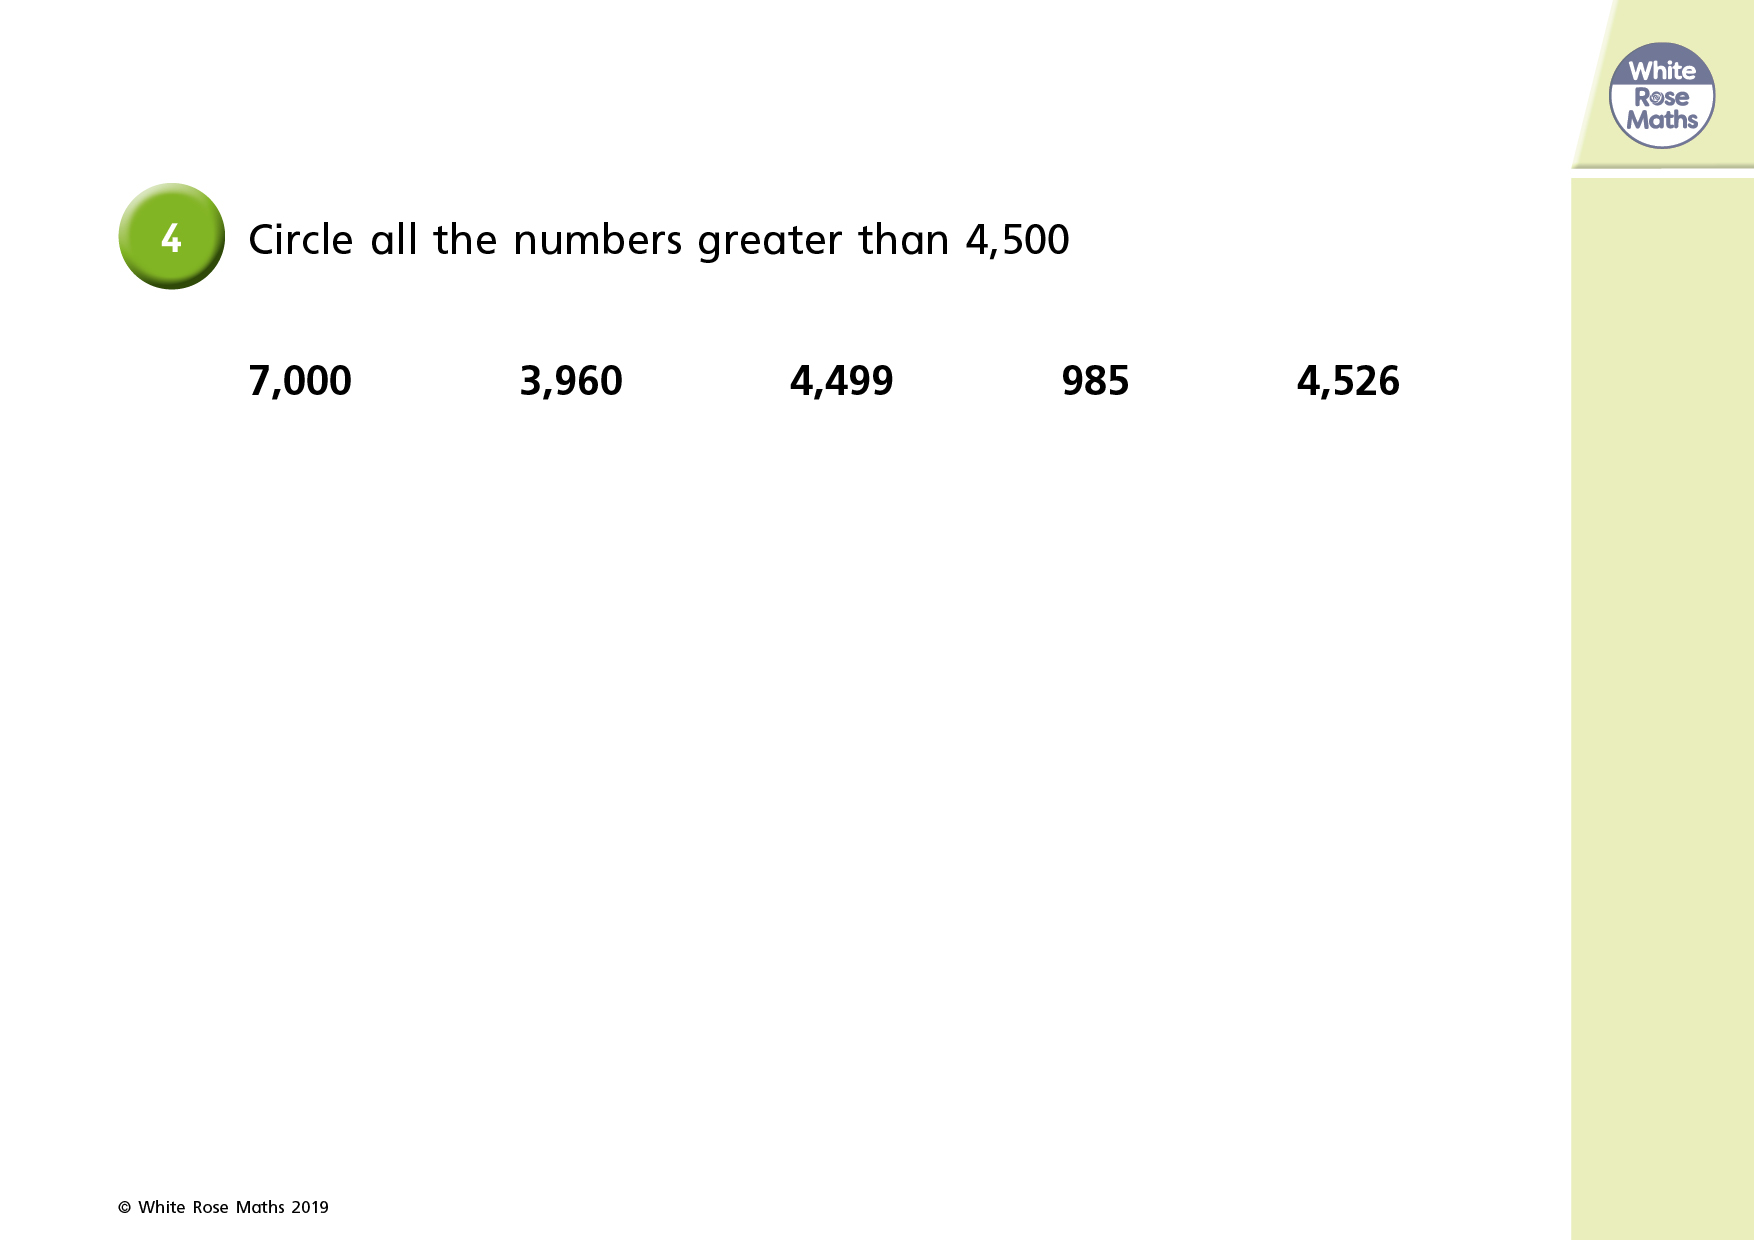 White
Rose
Maths
4 Circle all the numbers greater than 4,500
7,000 3,960 4,499 985 4,526
© White Rose Maths 2019